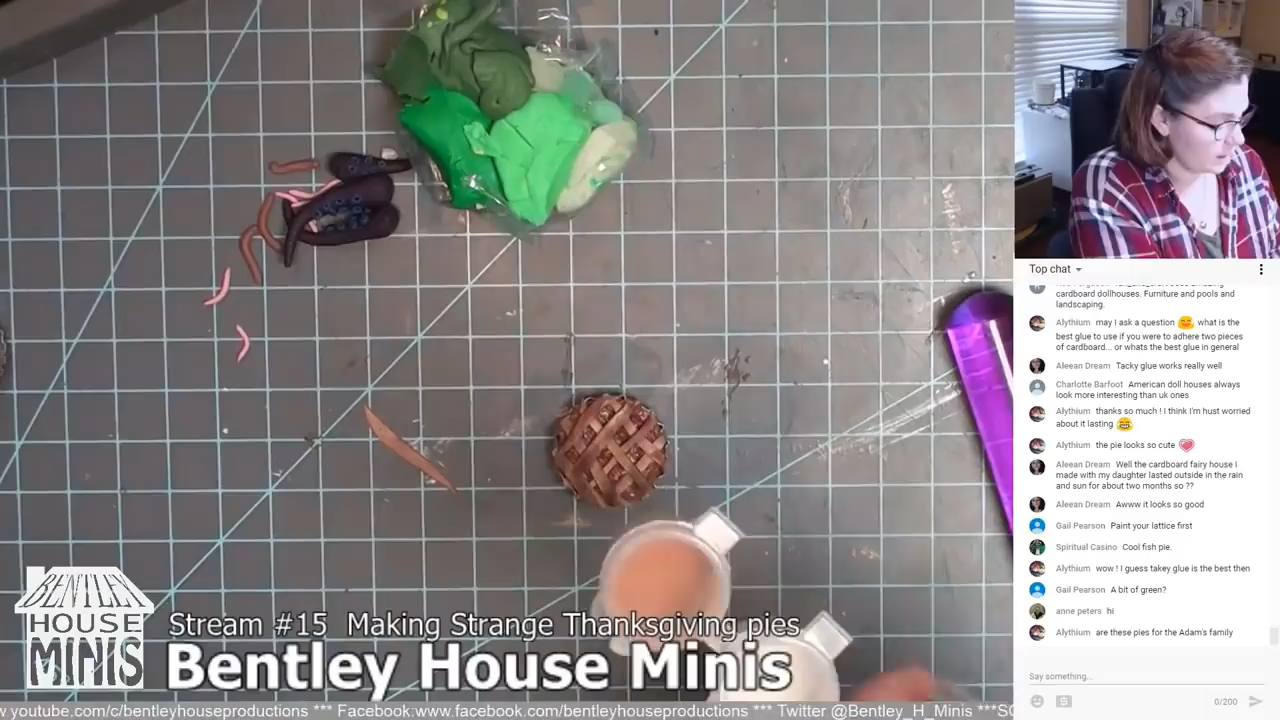 BENTLEY
HOUSE
MINIS
Stream #15 Making Strange Thanksgiving pies
Bentley House Minis
w.youtube.com/c/bentleyhouseproductions *** Facebook:www.facebook.com/bentleyhouseproductions *** Twitter @Bentley_H_Minis ***SC
Top chat
cardboard dollhouses. Furniture and pools and
landscaping.
Alythium may I ask a question 😊 what is the
best glue to use if you were to adhere two pieces
of cardboard... or whats the best glue in general
Aleean Dream Tacky glue works really well
Charlotte Barfoot American doll houses always
look more interesting than uk ones
Alythium thanks so much ! I think I'm hust worried
about it lasting 😂
Alythium the pie looks so cute 💓
Aleean Dream Well the cardboard fairy house I
made with my daughter lasted outside in the rain
and sun for about two months so ??
Aleean Dream Awww it looks so good
Gail Pearson Paint your lattice first
Spiritual Casino Cool fish pie.
Alythium wow ! I guess takey glue is the best then
Gail Pearson A bit of green?
anne peters hi
Alythium are these pies for the Adam's family
Say something...
0/200